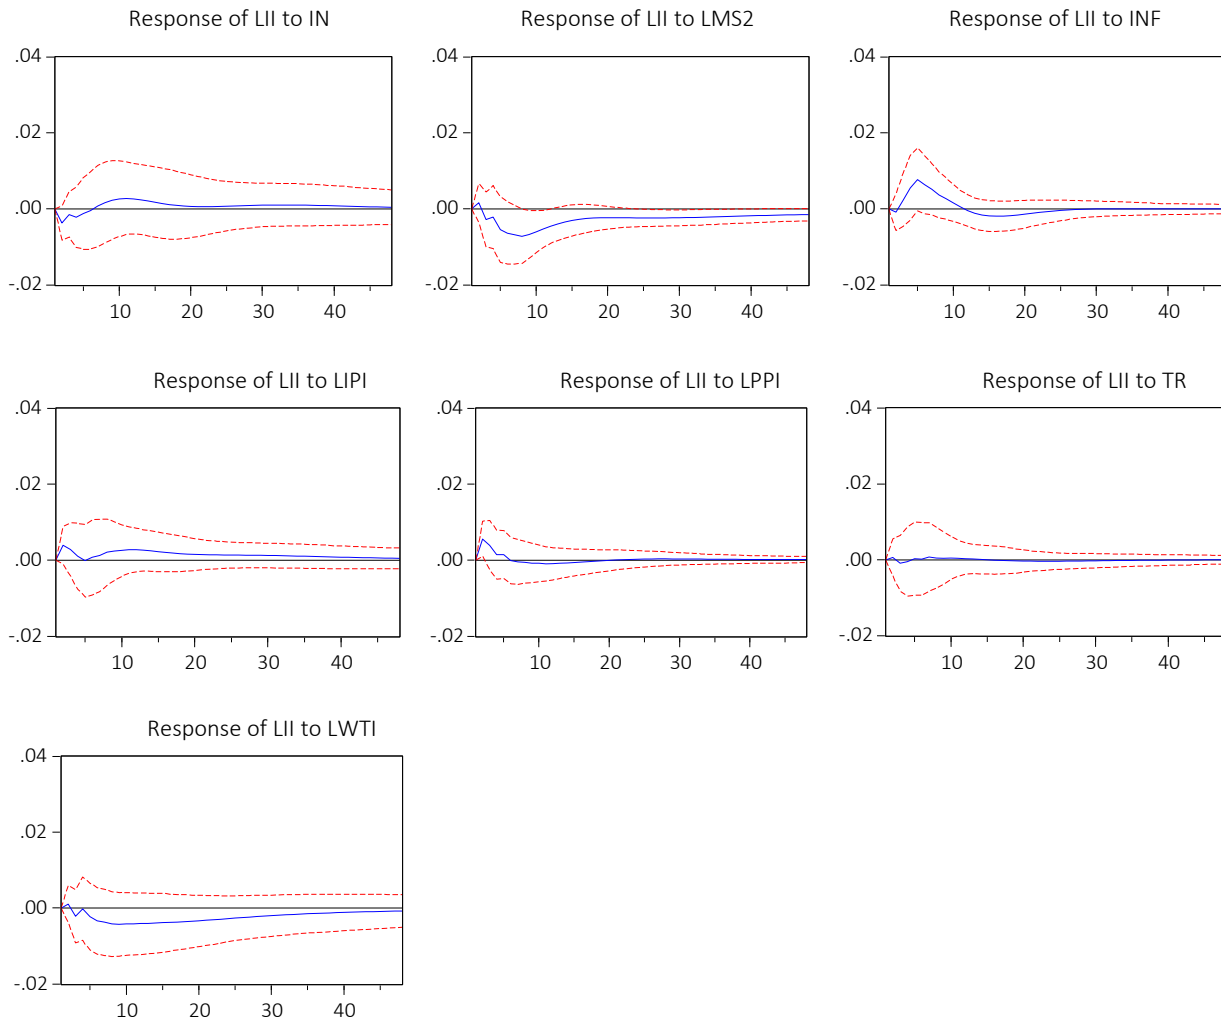 Response of LII to IN
Response of LII to LMS2
Response of LII to INF
.04
.02
.00
-.02
10 20 30 40
.04
.02
.00
-.02
10 20 30 40
.04
.02
.00
-.02
10 20 30 40
Response of LII to LIPI
Response of LII to LPPI
Response of LII to TR
.04
.02
.00
-.02
10 20 30 40
.04
.02
.00
-.02
10 20 30 40
.04
.02
.00
-.02
10 20 30 40
Response of LII to LWTI
.04
.02
.00
-.02
10 20 30 40